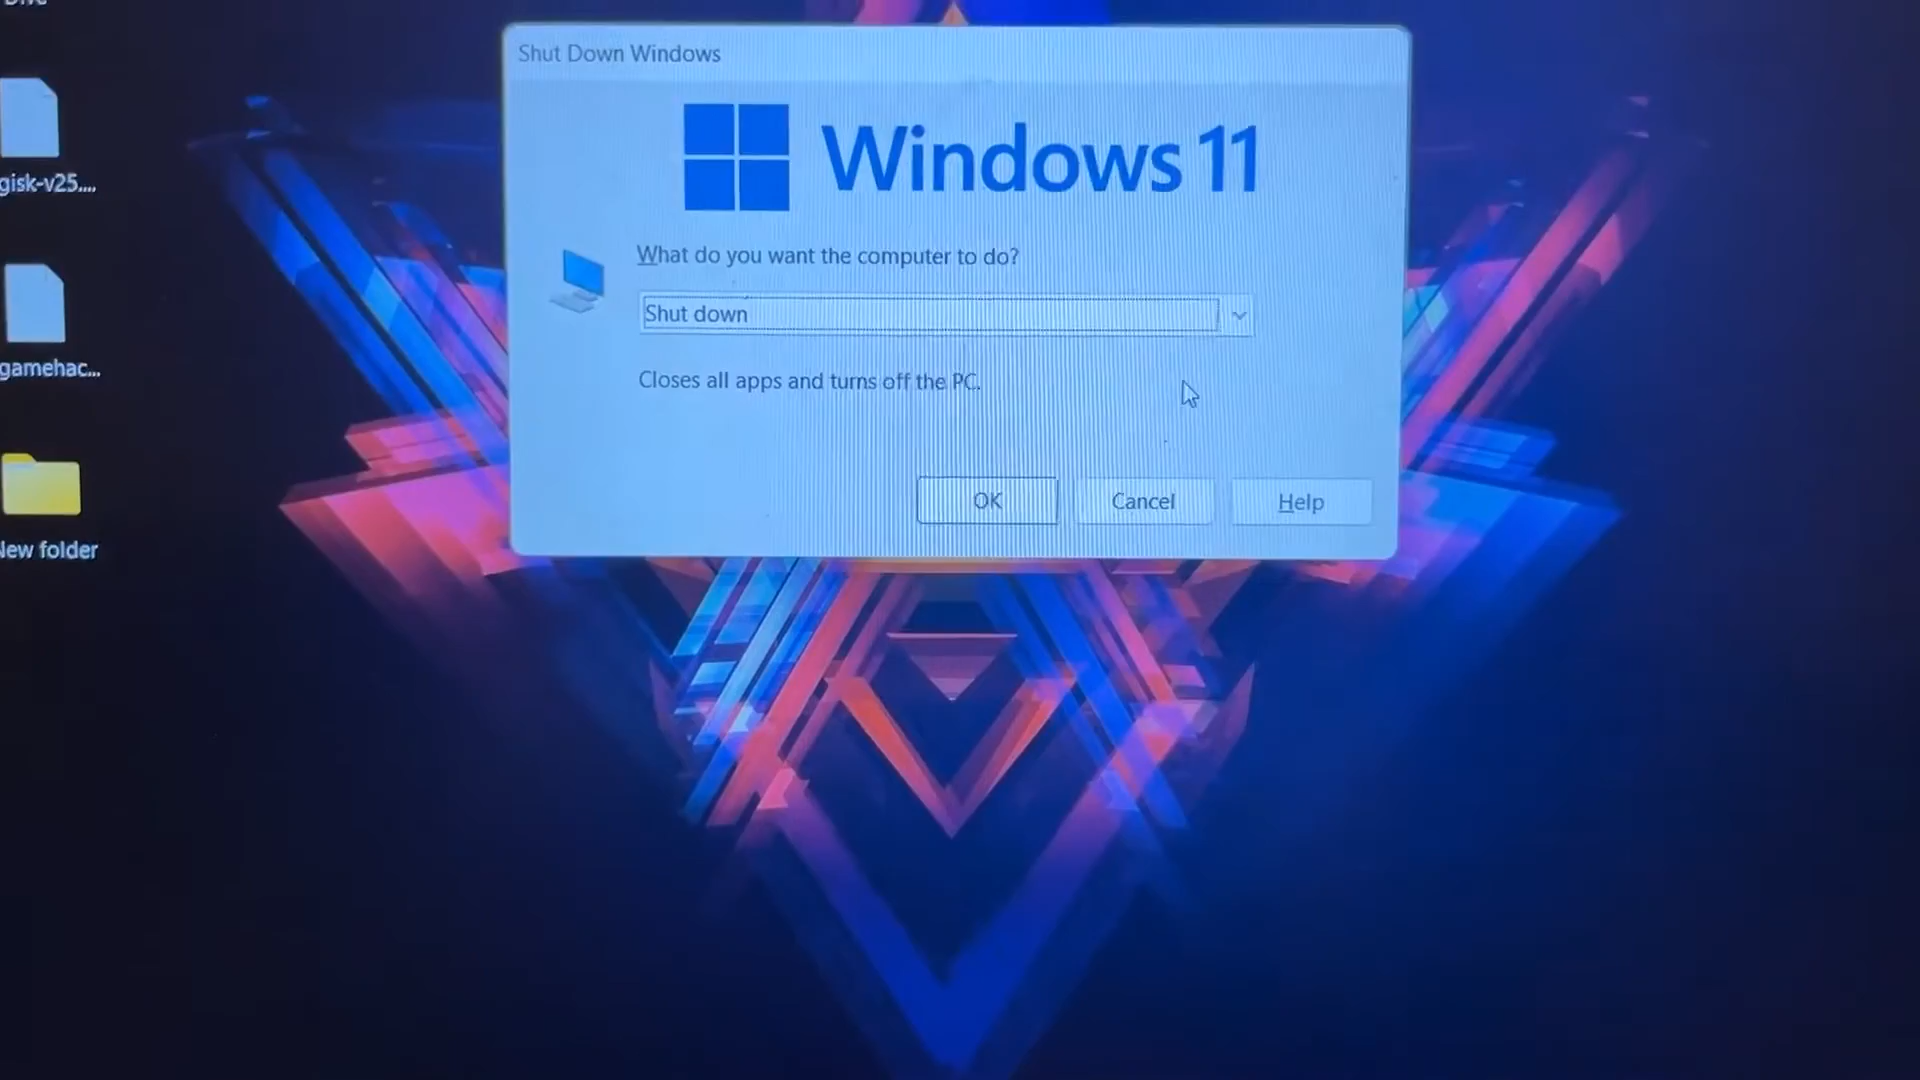 Shut Down Windows
Windows 11
What do you want the computer to do?
Shut down
Closes all apps and turns off the PC.
OK
Cancel
Help
gisk-v25....
gamehac...
New folder